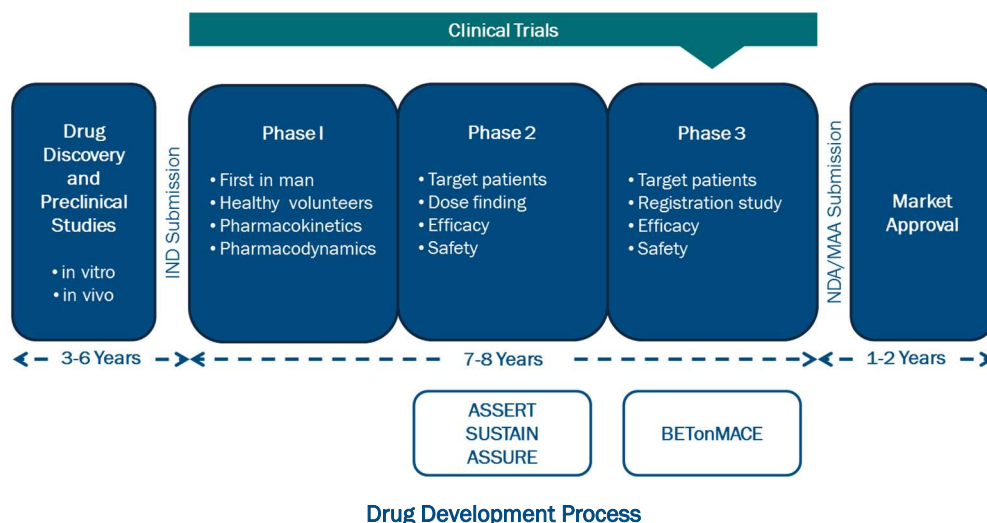 Clinical Trials
Drug
Discovery
and
Preclinical
Studies
• in vitro
• in vivo
IND Submission
Phase I
• First in man
• Healthy volunteers
• Pharmacokinetics
• Pharmacodynamics
Phase 2
• Target patients
• Dose finding
• Efficacy
• Safety
Phase 3
• Target patients
• Registration study
• Efficacy
• Safety
NDA/MAA Submission
Market
Approval
3-6 Years
7-8 Years
1-2 Years
ASSERT
SUSTAIN
ASSURE
BETonMACE
Drug Development Process